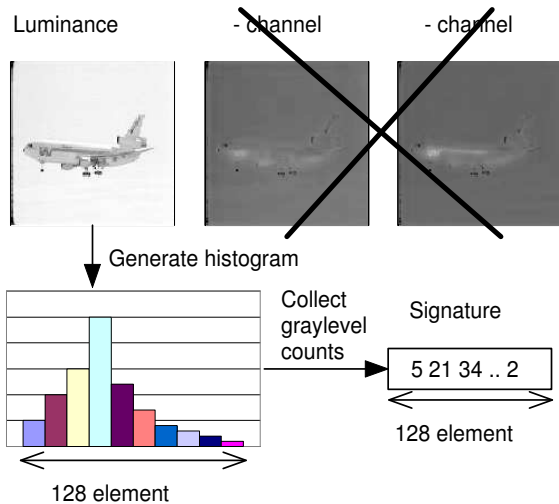 Luminance
- channel
- channel
Generate histogram
Collect
graylevel
counts
Signature
5 21 34 .. 2
128 element
128 element